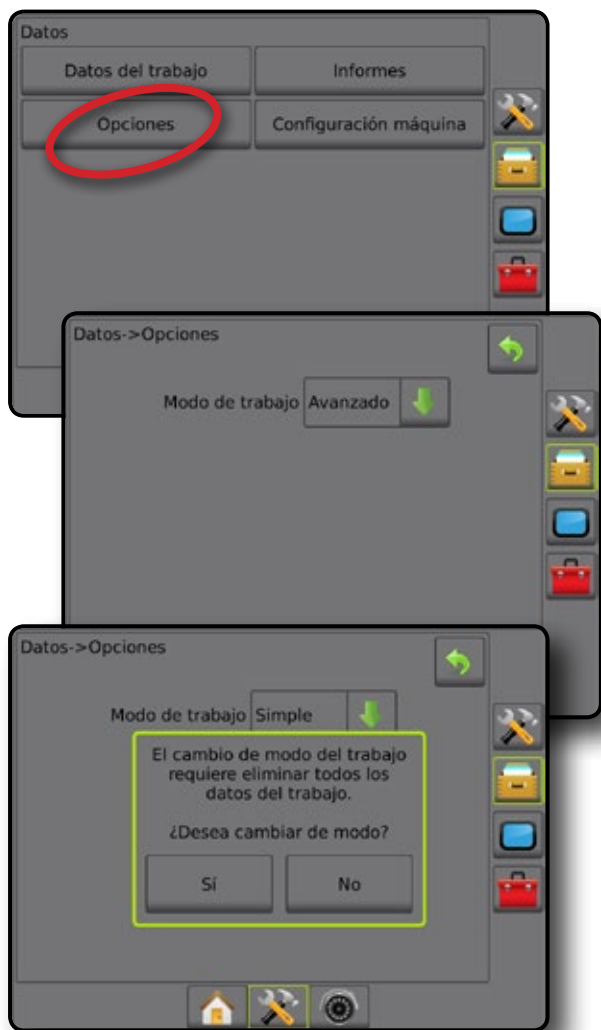 Datos
Datos del trabajo Informes
Opciones Configuración máquina
Datos->Opciones
Modo de trabajo Avanzado
Datos->Opciones
Modo de trabajo Simple
El cambio de modo del trabajo
requiere eliminar todos los
datos del trabajo.
¿Desea cambiar de modo?
Sí No